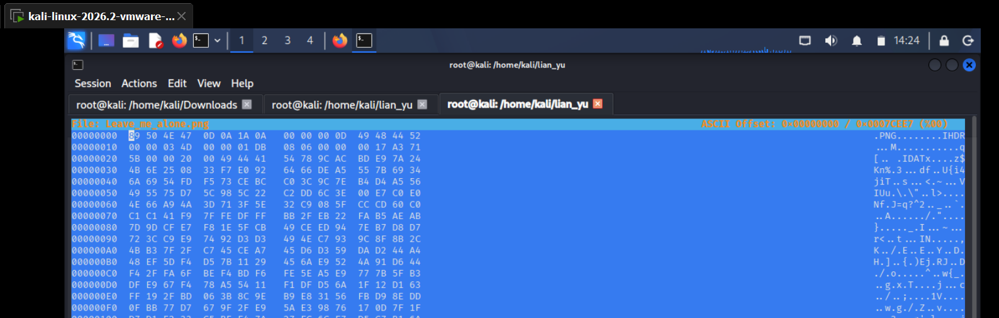 kali-linux-2026.2-vmware-...
1 2 3 4 14:24
root@kali: /home/kali/lian_yu
Session Actions Edit View Help
root@kali: /home/kali/Downloads root@kali: /home/kali/lian_yu root@kali: /home/kali/lian_yu
File: Leave_me_alone.png ASCII Offset: 0x00000000 / 0x0007CEE7 (%00)
00000000 89 50 4E 47 0D 0A 1A 0A 00 00 00 0D 49 48 44 52 .PNG........IHDR
00000010 00 00 03 4D 00 00 01 DB 08 06 00 00 00 17 A3 71 ...M...........q
00000020 5B 00 00 20 00 49 44 41 54 78 9C AC BD E9 7A 24 [.. .IDATx....z$
00000030 4B 6E 25 08 33 F7 E0 92 64 66 DE A5 55 7B 69 34 Kn%.3...df..U{i4
00000040 6A 69 54 FD F5 73 CE BC C0 3C 9C 7E B4 D4 A5 56 jiT..s...<.~...V
00000050 49 55 75 D7 5C 98 5C 22 C2 DD 6C 3E 00 E7 C0 E0 IUu.\.\"..l>....
00000060 4E 66 A9 4A 3D 71 3F 5E 32 C9 08 5F CC CD 60 C0 Nf.J=q?^2.._..`.
00000070 C1 C1 41 F9 7F FE DF FF BB 2F EB 22 FA B5 AE AB ..A....../."....
00000080 7D 9D CF E7 F8 1E 5F CB 49 CE ED 94 7E B7 D8 D7 }....._.I...~...
00000090 72 3C C9 E9 74 92 D3 D3 49 4E C7 93 9C 8F 8B 2C r<..t...IN.....,
000000A0 4B B3 7F 2F C7 45 CE A7 45 D6 D3 59 DA D2 44 A4 K../.E..E..Y..D.
000000B0 48 EF 5D F4 D5 7B 11 29 45 6A E9 52 4A 91 D6 44 H.]..{.)Ej.RJ..D
000000C0 F4 2F FA 6F BE F4 BD F6 FE 5E A5 E9 77 7B 5F B3 ./.o.....^..w{_.
000000D0 DF E9 67 F4 78 A5 54 11 F1 DF D5 6A 1F 12 D1 63 ..g.x.T....j...c
000000E0 FF 19 2F BD 06 3B 8C 9E B9 E8 31 56 FB D9 8E DD ../..;....1V....
000000F0 0F BB 77 D7 67 9F 2F E9 5A E3 98 76 17 0D 7F 1F ..w.g./.Z..v....